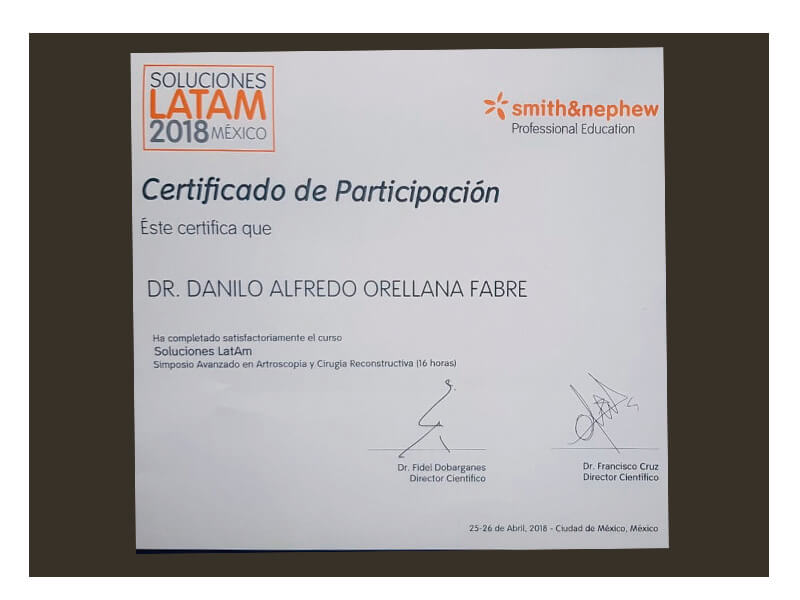 SOLUCIONES
LATAM
2018 MÉXICO
smith&nephew
Professional Education
Certificado de Participación
Éste certifica que
DR. DANILO ALFREDO ORELLANA FABRE
Ha completado satisfactoriamente el curso
Soluciones LatAm
Simposio Avanzado en Artroscopia y Cirugía Reconstructiva (16 horas)
Dr. Fidel Dobarganes
Director Científico
Dr. Francisco Cruz
Director Científico
25-26 de Abril, 2018 - Ciudad de México, México